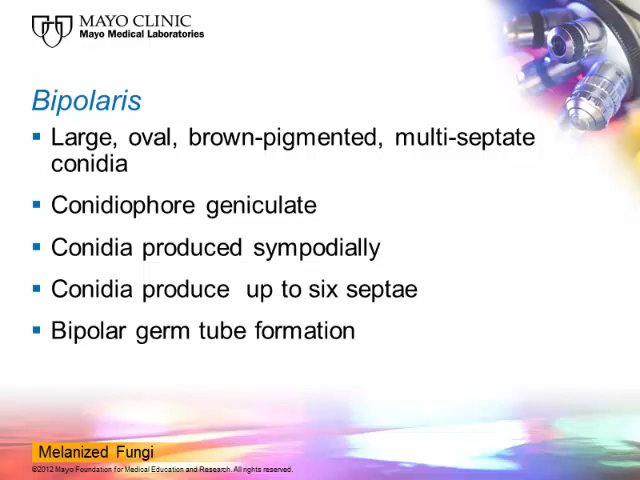 MAYO CLINIC
Mayo Medical Laboratories
Bipolaris
Large, oval, brown-pigmented, multi-septate
conidia
Conidiophore geniculate
Conidia produced sympodially
Conidia produce up to six septae
Bipolar germ tube formation
Melanized Fungi
©2012 Mayo Foundation for Medical Education and Research. All rights reserved.